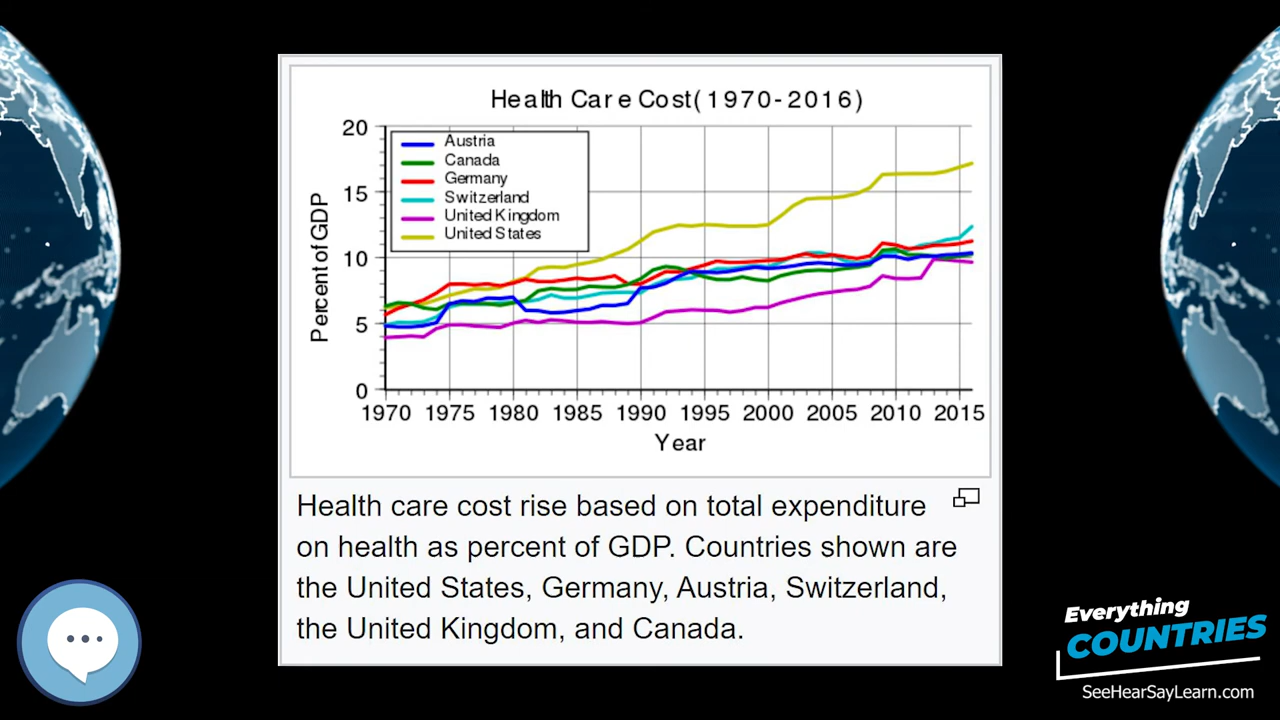 Health Care Cost(1970-2016)
20
15
10
5
0
Percent of GDP
Austria
Canada
Germany
Switzerland
United Kingdom
United States
1970 1975 1980 1985 1990 1995 2000 2005 2010 2015
Year
Health care cost rise based on total expenditure
on health as percent of GDP. Countries shown are
the United States, Germany, Austria, Switzerland,
the United Kingdom, and Canada.
Everything
COUNTRIES
SeeHearSayLearn.com